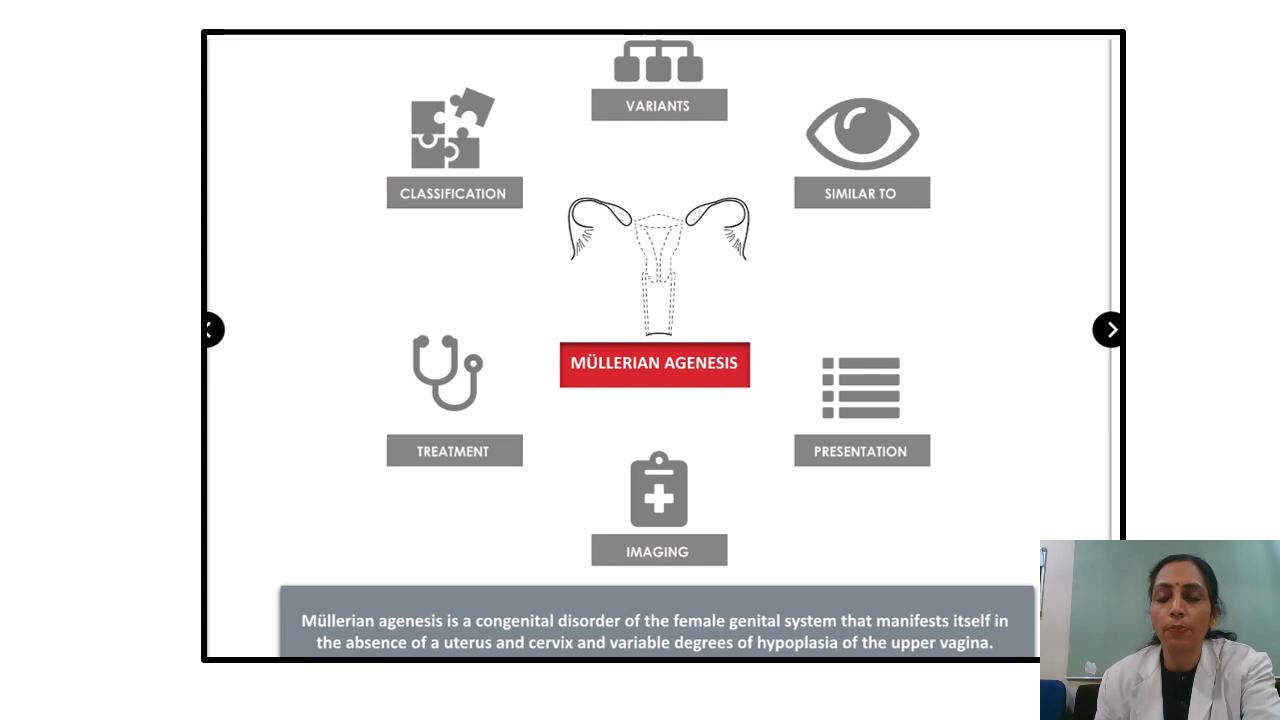 VARIANTS
CLASSIFICATION
SIMILAR TO
MÜLLERIAN AGENESIS
TREATMENT
PRESENTATION
IMAGING
Müllerian agenesis is a congenital disorder of the female genital system that manifests itself in
the absence of a uterus and cervix and variable degrees of hypoplasia of the upper vagina.